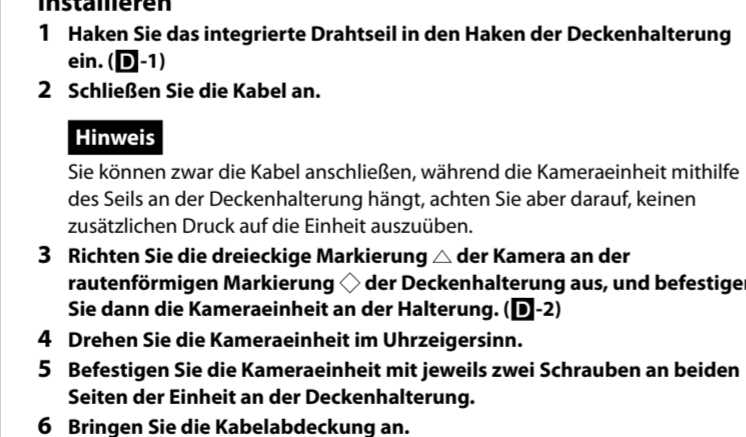 Installieren
1 Haken Sie das integrierte Drahtseil in den Haken der Deckenhalterung
ein. (D-1)
2 Schließen Sie die Kabel an.
Hinweis
Sie können zwar die Kabel anschließen, während die Kameraeinheit mithilfe
des Seils an der Deckenhalterung hängt, achten Sie aber darauf, keinen
zusätzlichen Druck auf die Einheit auszuüben.
3 Richten Sie die dreieckige Markierung △ der Kamera an der
rautenförmigen Markierung ◇ der Deckenhalterung aus, und befestigen
Sie dann die Kameraeinheit an der Halterung. (D-2)
4 Drehen Sie die Kameraeinheit im Uhrzeigersinn.
5 Befestigen Sie die Kameraeinheit mit jeweils zwei Schrauben an beiden
Seiten der Einheit an der Deckenhalterung.
6 Bringen Sie die Kabelabdeckung an.